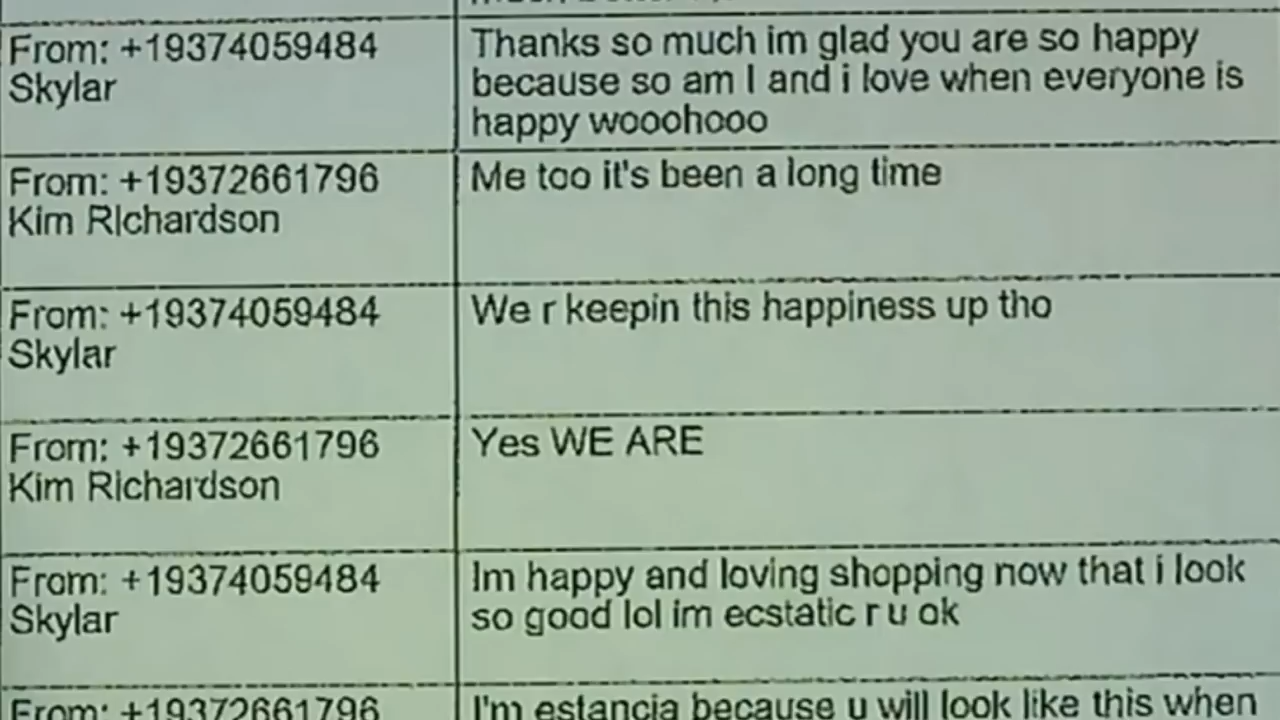 From: +19374059484
Skylar
Thanks so much im glad you are so happy
because so am I and i love when everyone is
happy wooohooo
From: +19372661796
Kim Richardson
Me too it's been a long time
From: +19374059484
Skylar
We r keepin this happiness up tho
From: +19372661796
Kim Richardson
Yes WE ARE
From: +19374059484
Skylar
Im happy and loving shopping now that i look
so good lol im ecstatic r u ok
From: +19372661796
I'm estancia because u will look like this when